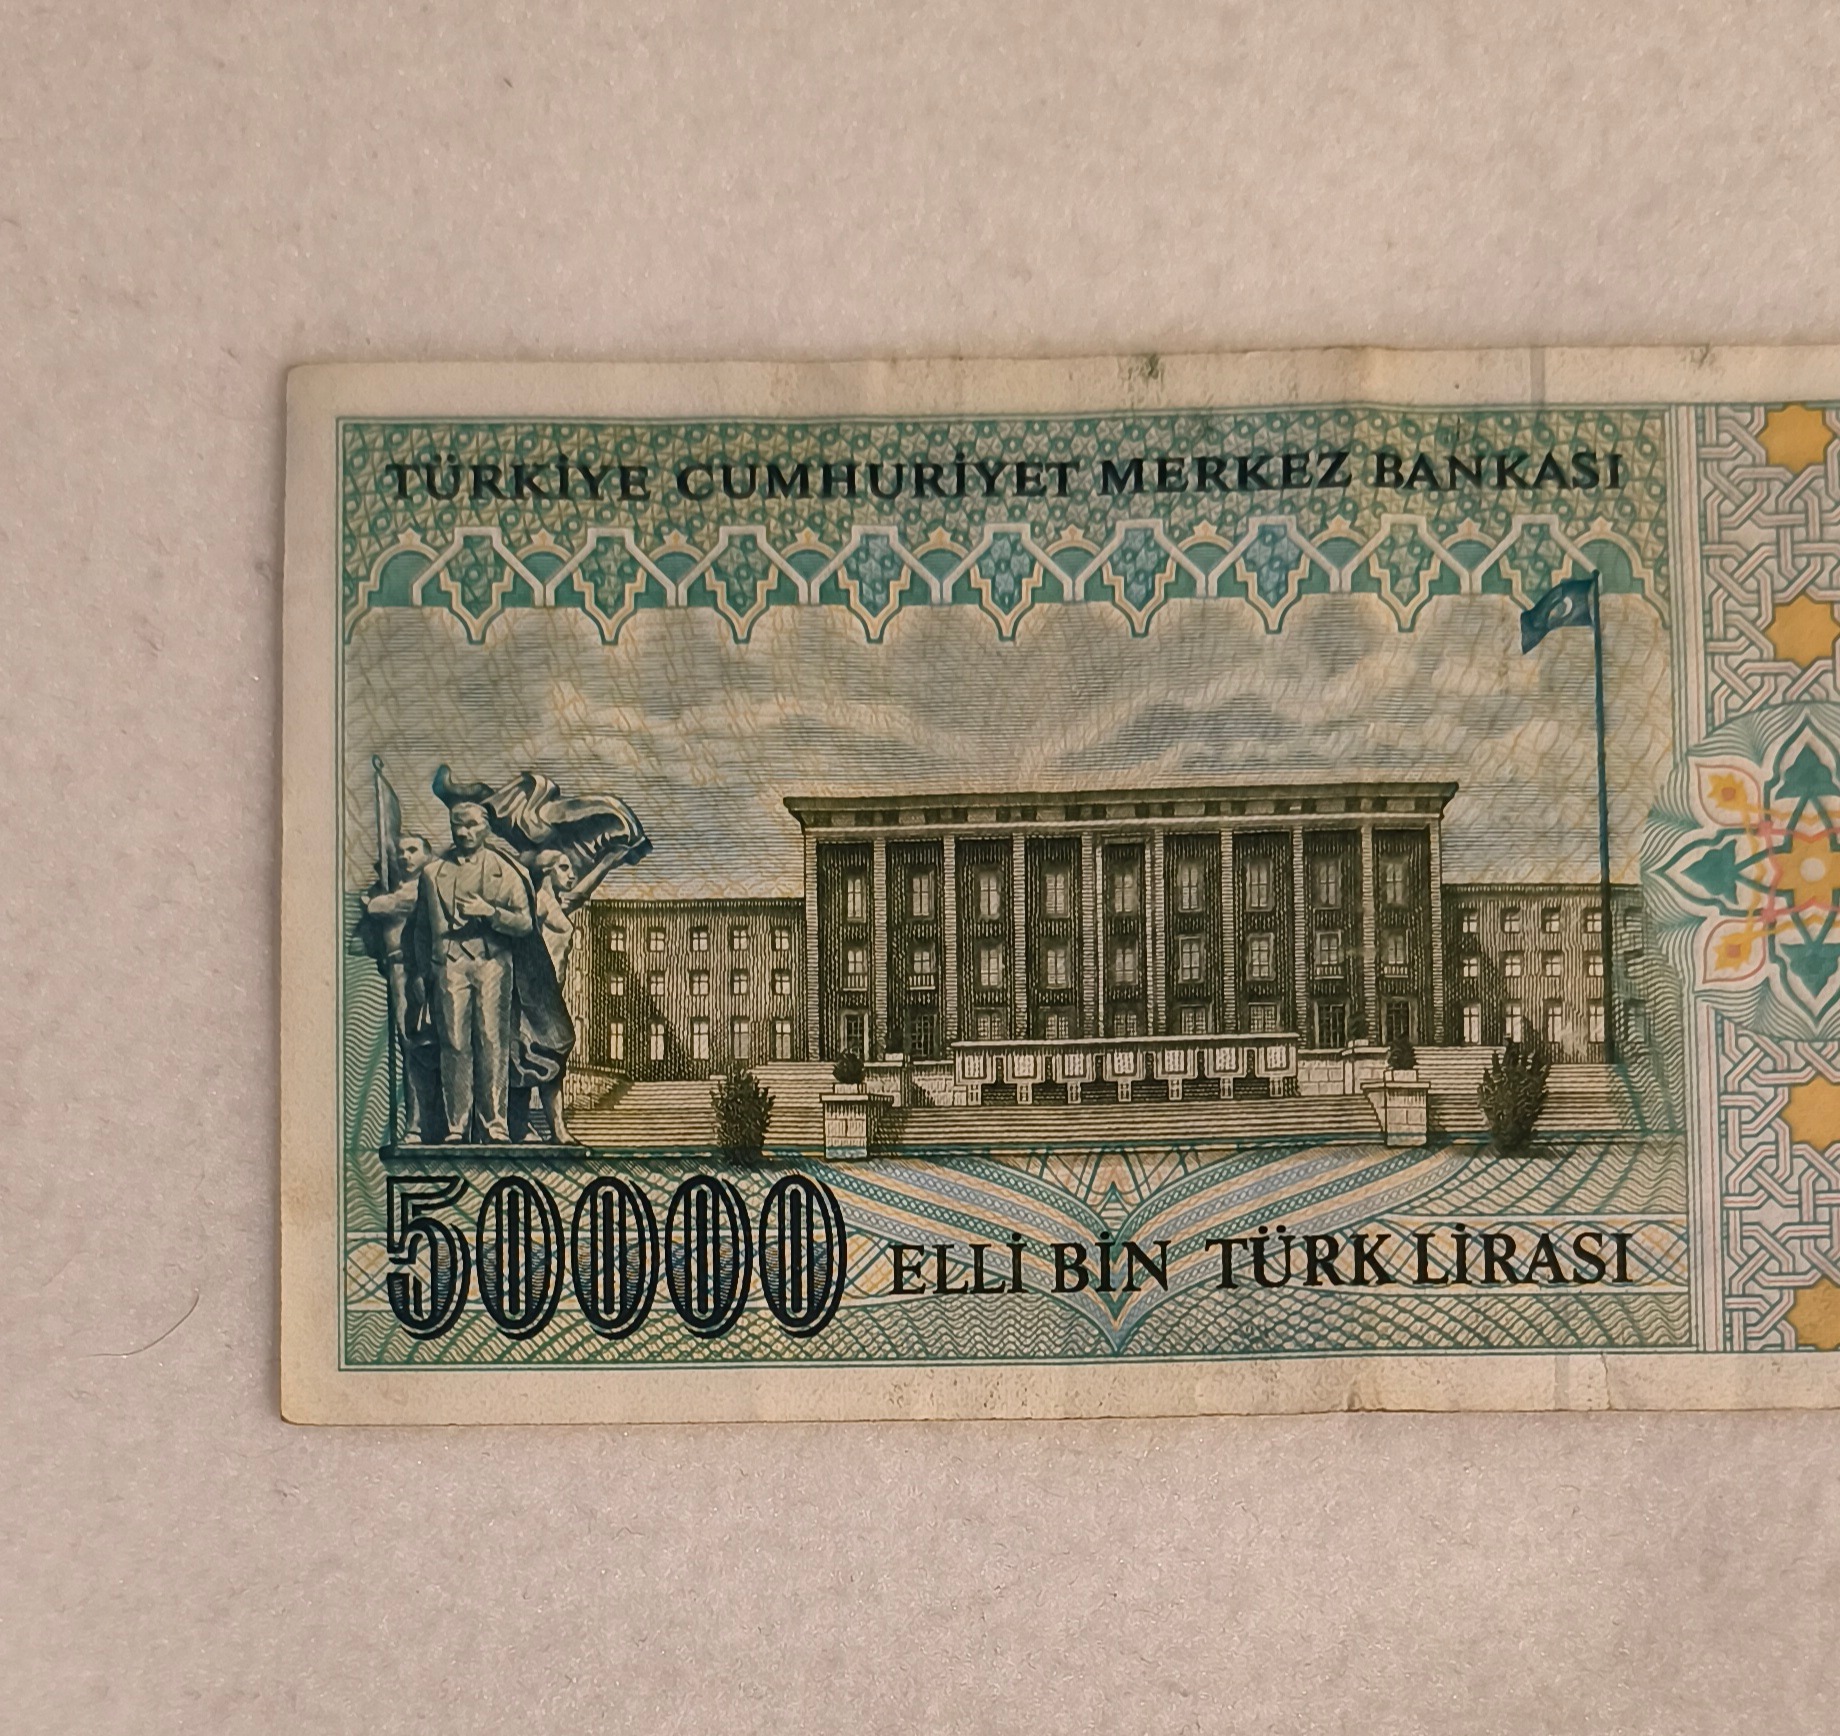 TÜRKİYE CUMHURİYET MERKEZ BANKASI
50000 ELLİ BİN TÜRK LİRASI